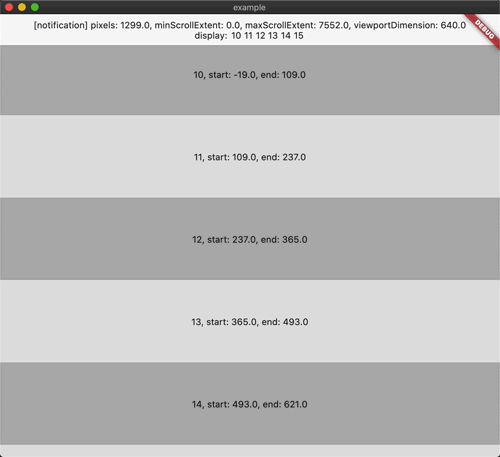 example
[notification] pixels: 1299.0, minScrollExtent: 0.0, maxScrollExtent: 7552.0, viewportDimension: 640.0
display: 10 11 12 13 14 15
DEBUG
10, start: -19.0, end: 109.0
11, start: 109.0, end: 237.0
12, start: 237.0, end: 365.0
13, start: 365.0, end: 493.0
14, start: 493.0, end: 621.0